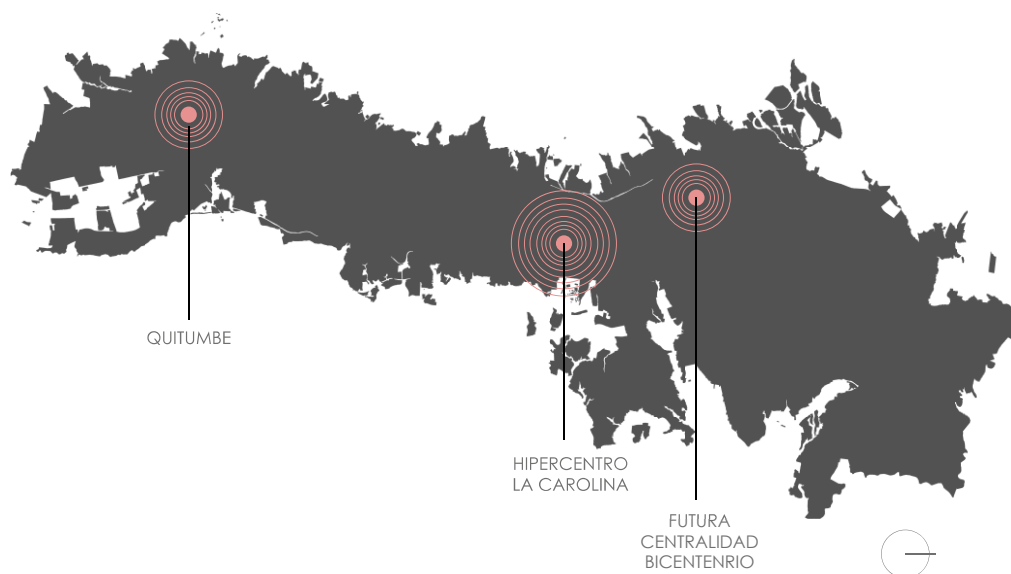 QUITUMBE
HIPERCENTRO
LA CAROLINA
FUTURA
CENTRALIDAD
BICENTENRIO